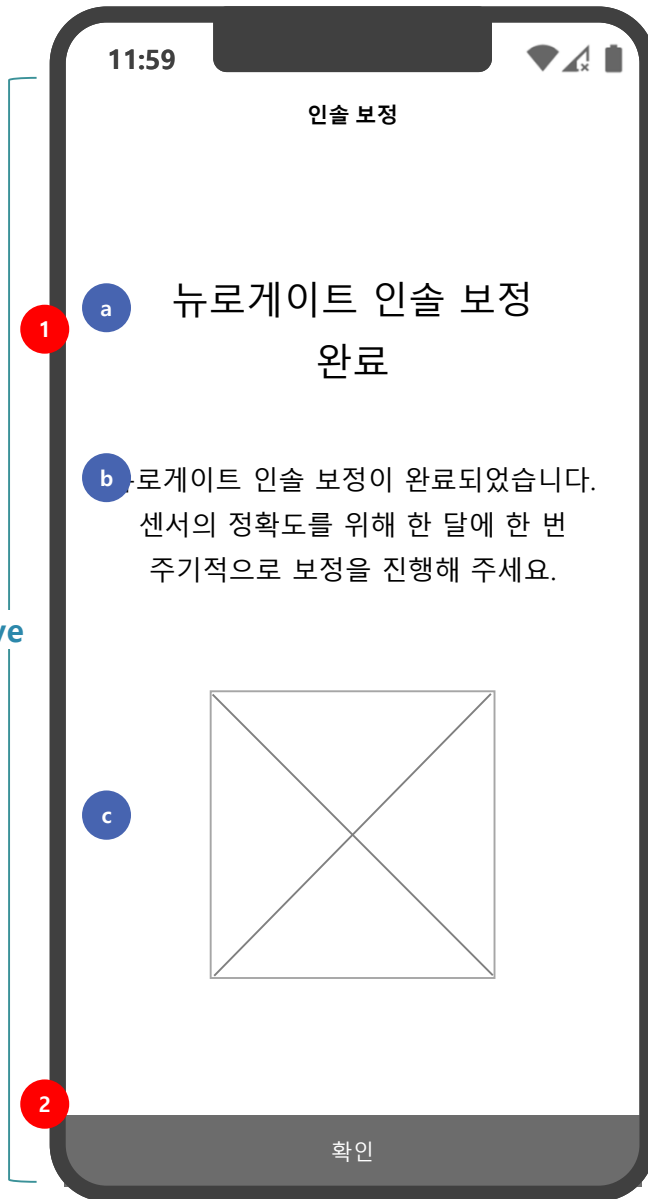 11:59
인솔 보정
a
뉴로게이트 인솔 보정
1
완료
b
로게이트 인솔 보정이 완료되었습니다.
센서의 정확도를 위해 한 달에 한 번
주기적으로 보정을 진행해 주세요.
c
2
확인